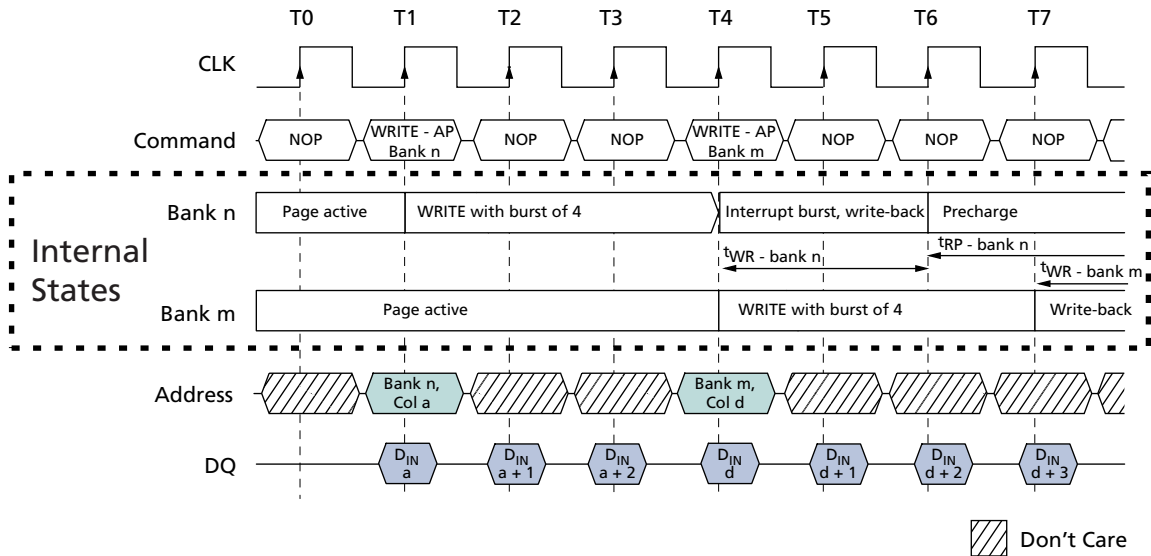 T0 T1 T2 T3 T4 T5 T6 T7
CLK
Command NOP WRITE - AP Bank n NOP NOP WRITE - AP Bank m NOP NOP NOP
Internal States
Bank n Page active WRITE with burst of 4 Interrupt burst, write-back Precharge
tWR - bank n tRP - bank n
tWR - bank m
Bank m Page active WRITE with burst of 4 Write-back
Address Bank n, Col a Bank m, Col d
DQ DIN a DIN a + 1 DIN a + 2 DIN d DIN d + 1 DIN d + 2 DIN d + 3
Don't Care